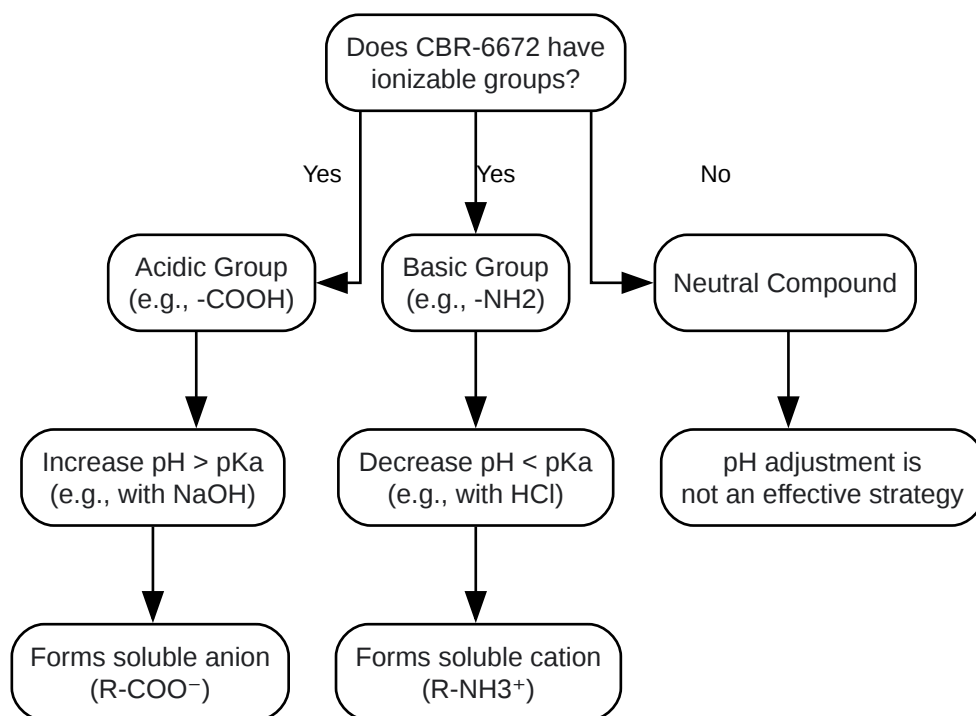 Does CBR-6672 have
ionizable groups?
Yes
Yes
No
Acidic Group
(e.g., -COOH)
Basic Group
(e.g., -NH2)
Neutral Compound
Increase pH > pKa
(e.g., with NaOH)
Decrease pH < pKa
(e.g., with HCl)
pH adjustment is
not an effective strategy
Forms soluble anion
(R-COO⁻)
Forms soluble cation
(R-NH3⁺)